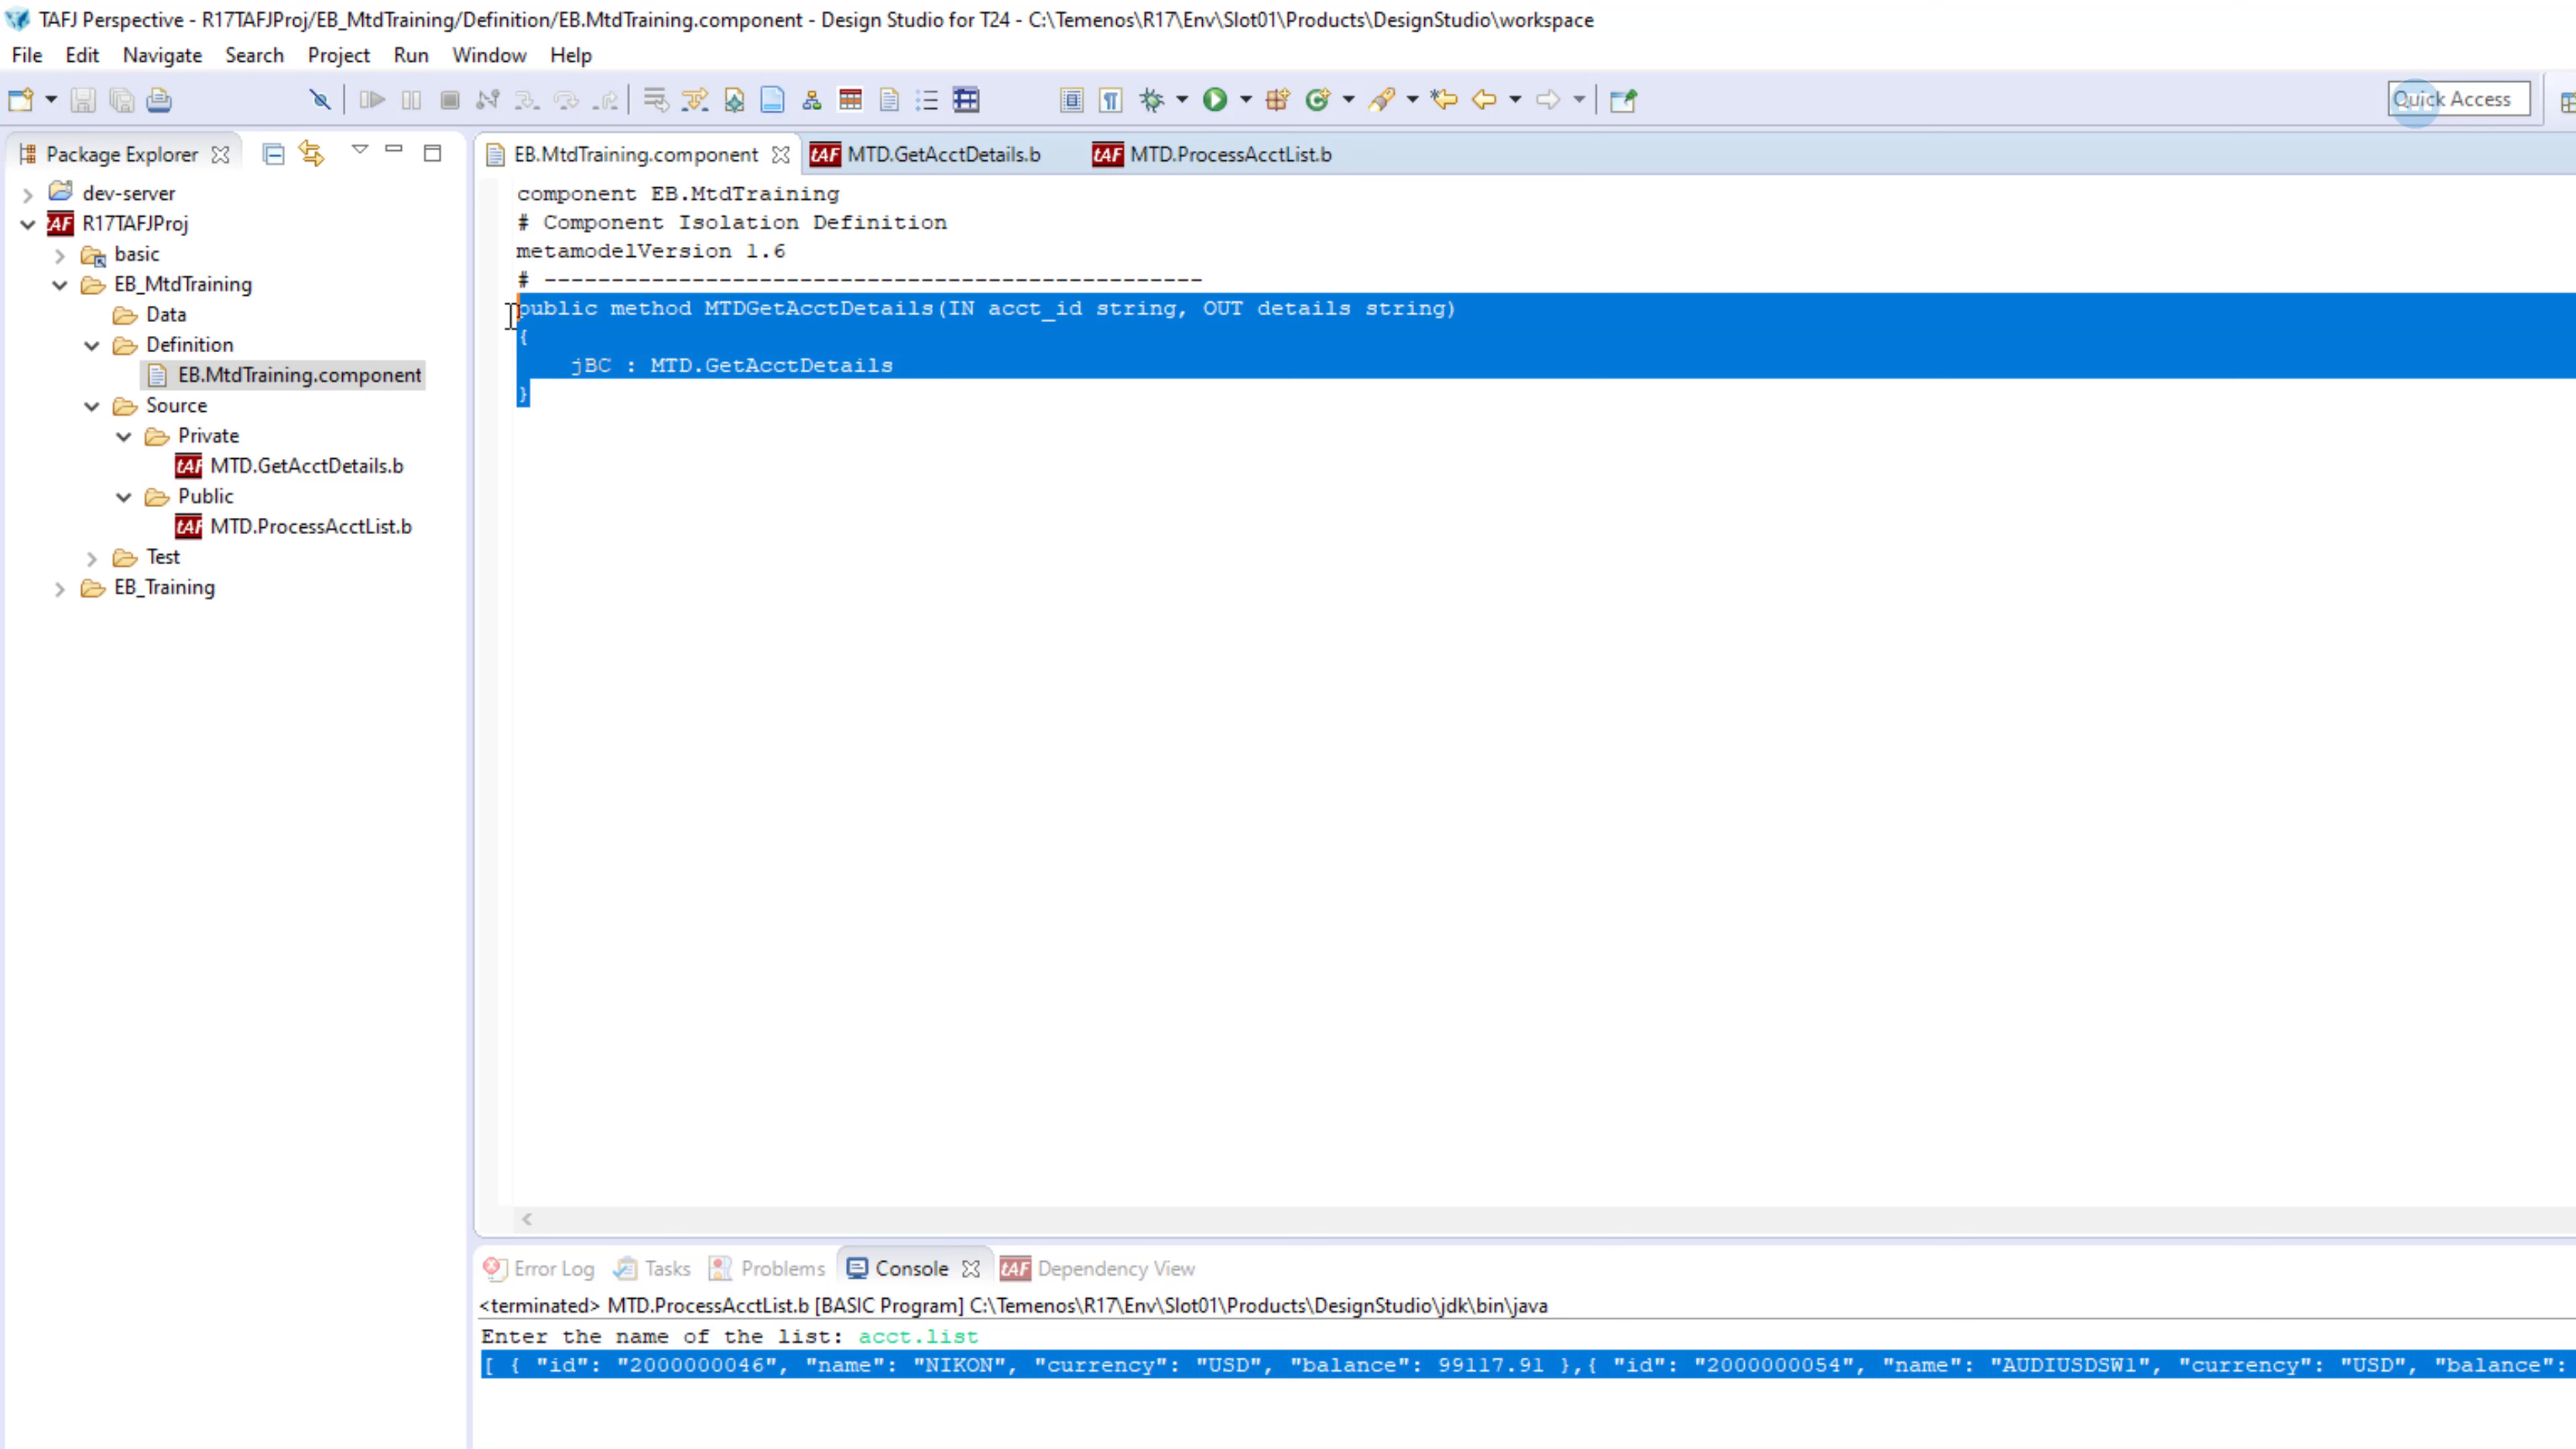 TAFJ Perspective - R17TAFJProj/EB_MtdTraining/Definition/EB.MtdTraining.component - Design Studio for T24 - C:\Temenos\R17\Env\Slot01\Products\DesignStudio\workspace
File Edit Navigate Search Project Run Window Help
Quick Access
Package Explorer
dev-server
R17TAFJProj
basic
EB_MtdTraining
Data
Definition
EB.MtdTraining.component
Source
Private
tAF MTD.GetAcctDetails.b
Public
tAF MTD.ProcessAcctList.b
Test
EB_Training
EB.MtdTraining.component tAF MTD.GetAcctDetails.b tAF MTD.ProcessAcctList.b
component EB.MtdTraining
# Component Isolation Definition
metamodelVersion 1.6
# -------------------------------------------------
public method MTDGetAcctDetails(IN acct_id string, OUT details string)
{
jBC : MTD.GetAcctDetails
}
Error Log Tasks Problems Console tAF Dependency View
<terminated> MTD.ProcessAcctList.b [BASIC Program] C:\Temenos\R17\Env\Slot01\Products\DesignStudio\jdk\bin\java
Enter the name of the list: acct.list
[ { "id": "2000000046", "name": "NIKON", "currency": "USD", "balance": 99117.91 },{ "id": "2000000054", "name": "AUDIUSDSW1", "currency": "USD", "balance":